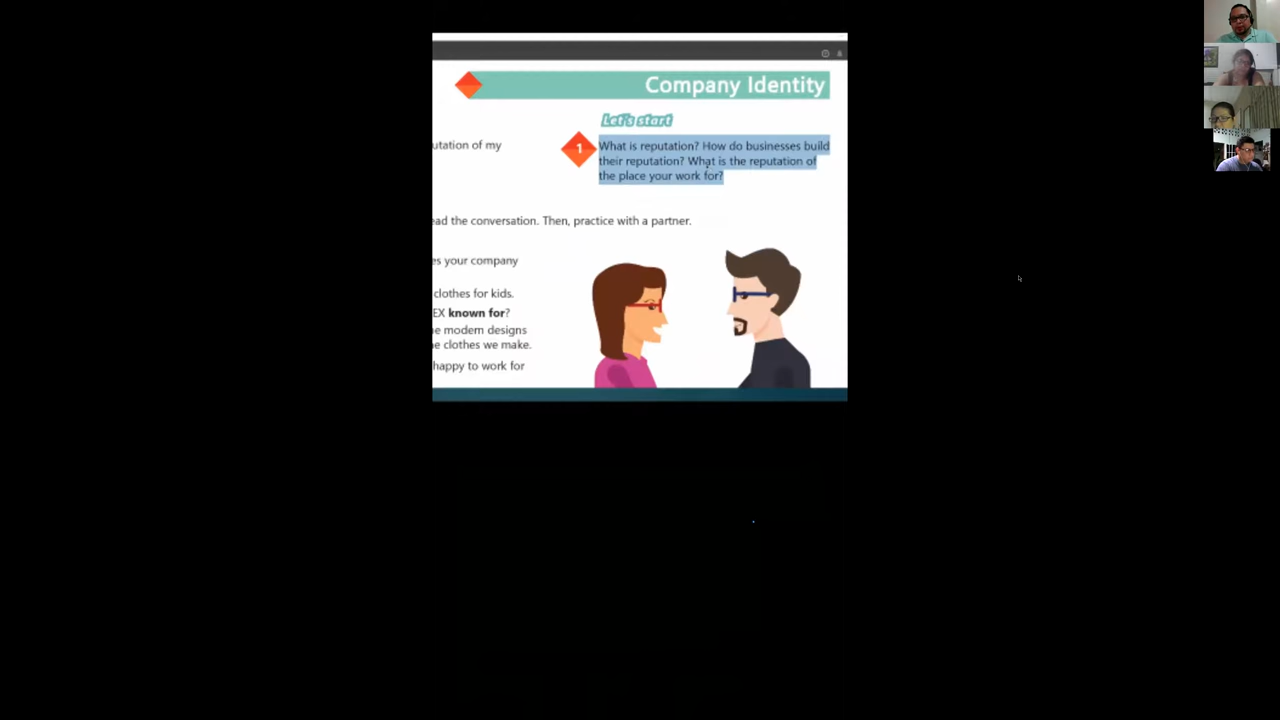 Company Identity
Let's start
1
What is reputation? How do businesses build
their reputation? What is the reputation of
the place your work for?
utation of my
ead the conversation. Then, practice with a partner.
es your company
clothes for kids.
EX known for?
e modern designs
e clothes we make.
happy to work for